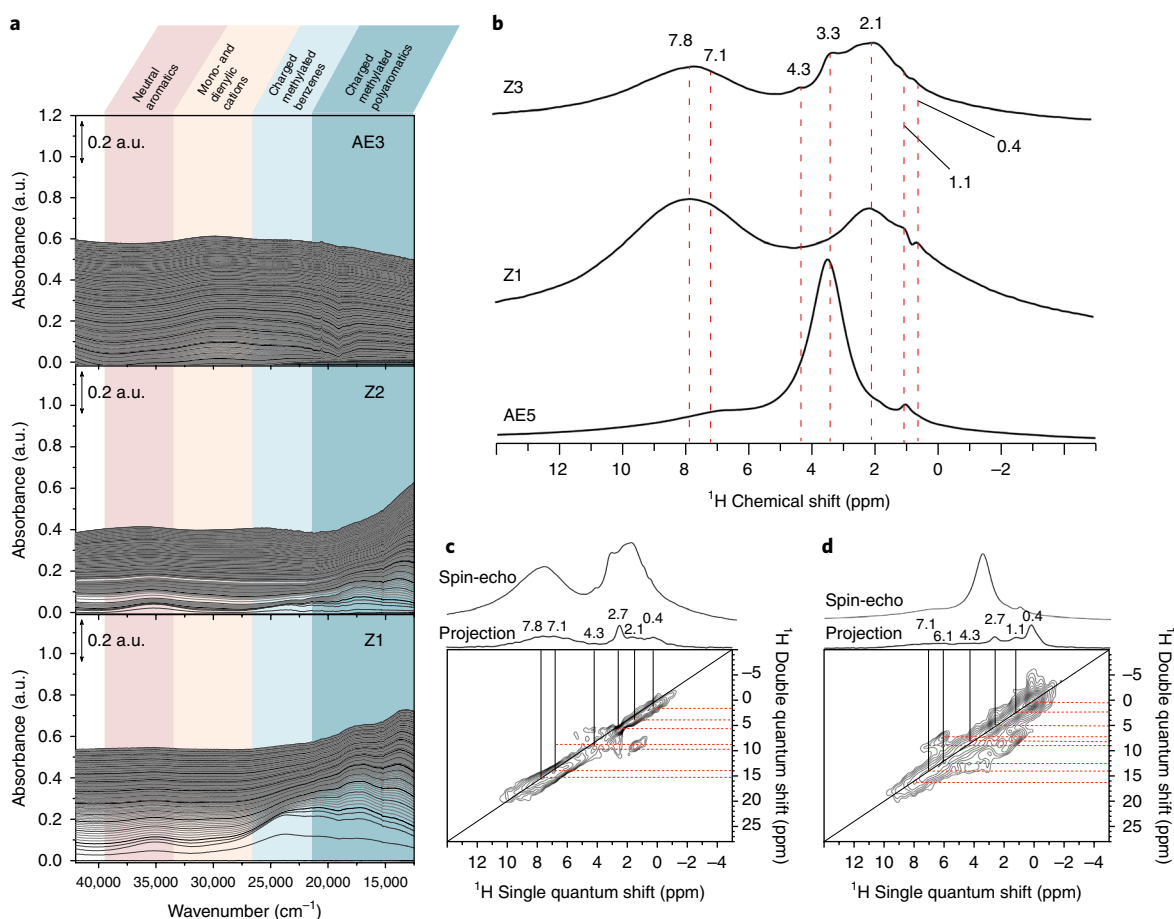 a
Neutral
aromatics
Mono- and
dienylic
cations
Charged
methylated
benzenes
Charged
methylated
polyaromatics
1.2
1.0
0.8
0.6
0.4
0.2
0.0
0.2 a.u.
AE3
Absorbance (a.u.)
1.0
0.8
0.6
0.4
0.2
0.0
0.2 a.u.
Z2
Absorbance (a.u.)
1.0
0.8
0.6
0.4
0.2
0.0
0.2 a.u.
Z1
Absorbance (a.u.)
40,000 35,000 30,000 25,000 20,000 15,000
Wavenumber (cm⁻¹)
b
7.8
7.1
4.3
3.3
2.1
0.4
1.1
Z3
Z1
AE5
12 10 8 6 4 2 0 −2
¹H Chemical shift (ppm)
c
Spin-echo
Projection
7.8 7.1 4.3 2.7 2.1 0.4
−5
0
5
10
15
20
25
¹H Double quantum shift (ppm)
14 10 8 6 4 2 0 −2 −4
¹H Single quantum shift (ppm)
d
Spin-echo
Projection
7.1 6.1 4.3 2.7 1.1 0.4
−5
0
5
10
15
20
25
¹H Double quantum shift (ppm)
14 10 8 6 4 2 0 −2 −4
¹H Single quantum shift (ppm)